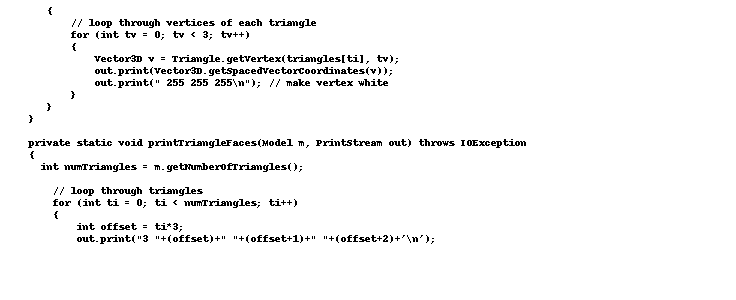 {
// loop through vertices of each triangle
for (int tv = 0; tv < 3; tv++)
{
Vector3D v = Triangle.getVertex(triangles[ti], tv);
out.print(Vector3D.getSpacedVectorCoordinates(v));
out.print(" 255 255 255\n"); // make vertex white
}
}
}
private static void printTriangleFaces(Model m, PrintStream out) throws IOException
{
int numTriangles = m.getNumberOfTriangles();
// loop through triangles
for (int ti = 0; ti < numTriangles; ti++)
{
int offset = ti*3;
out.print("3 "+(offset)+" "+(offset+1)+" "+(offset+2)+'\n');